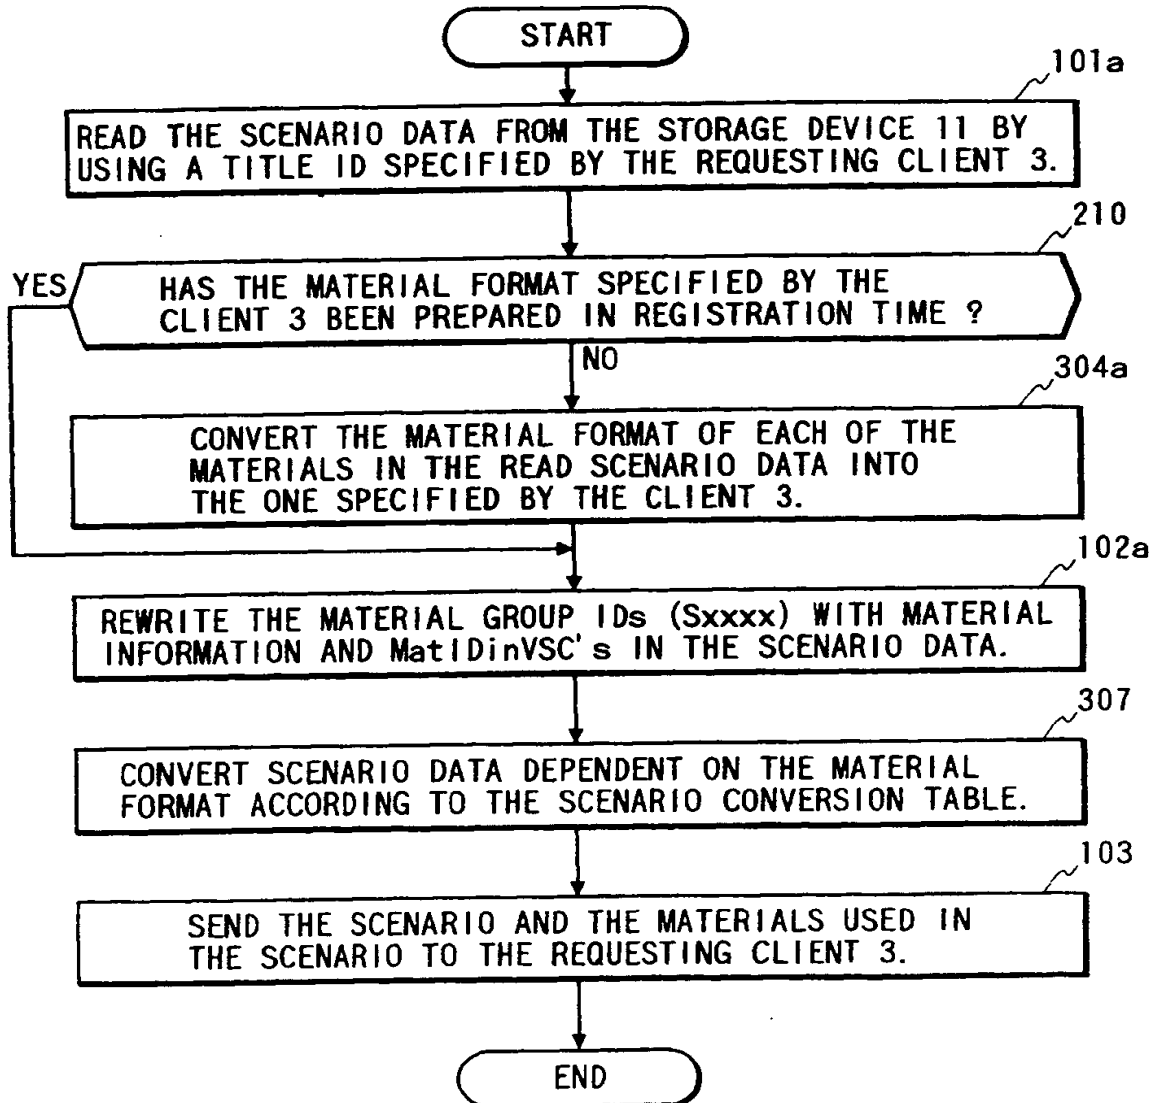 START
101a
READ THE SCENARIO DATA FROM THE STORAGE DEVICE 11 BY
USING A TITLE ID SPECIFIED BY THE REQUESTING CLIENT 3.
210
YES
HAS THE MATERIAL FORMAT SPECIFIED BY THE
CLIENT 3 BEEN PREPARED IN REGISTRATION TIME ?
NO
304a
CONVERT THE MATERIAL FORMAT OF EACH OF THE
MATERIALS IN THE READ SCENARIO DATA INTO
THE ONE SPECIFIED BY THE CLIENT 3.
102a
REWRITE THE MATERIAL GROUP IDs (Sxxxx) WITH MATERIAL
INFORMATION AND MatIDinVSC's IN THE SCENARIO DATA.
307
CONVERT SCENARIO DATA DEPENDENT ON THE MATERIAL
FORMAT ACCORDING TO THE SCENARIO CONVERSION TABLE.
103
SEND THE SCENARIO AND THE MATERIALS USED IN
THE SCENARIO TO THE REQUESTING CLIENT 3.
END